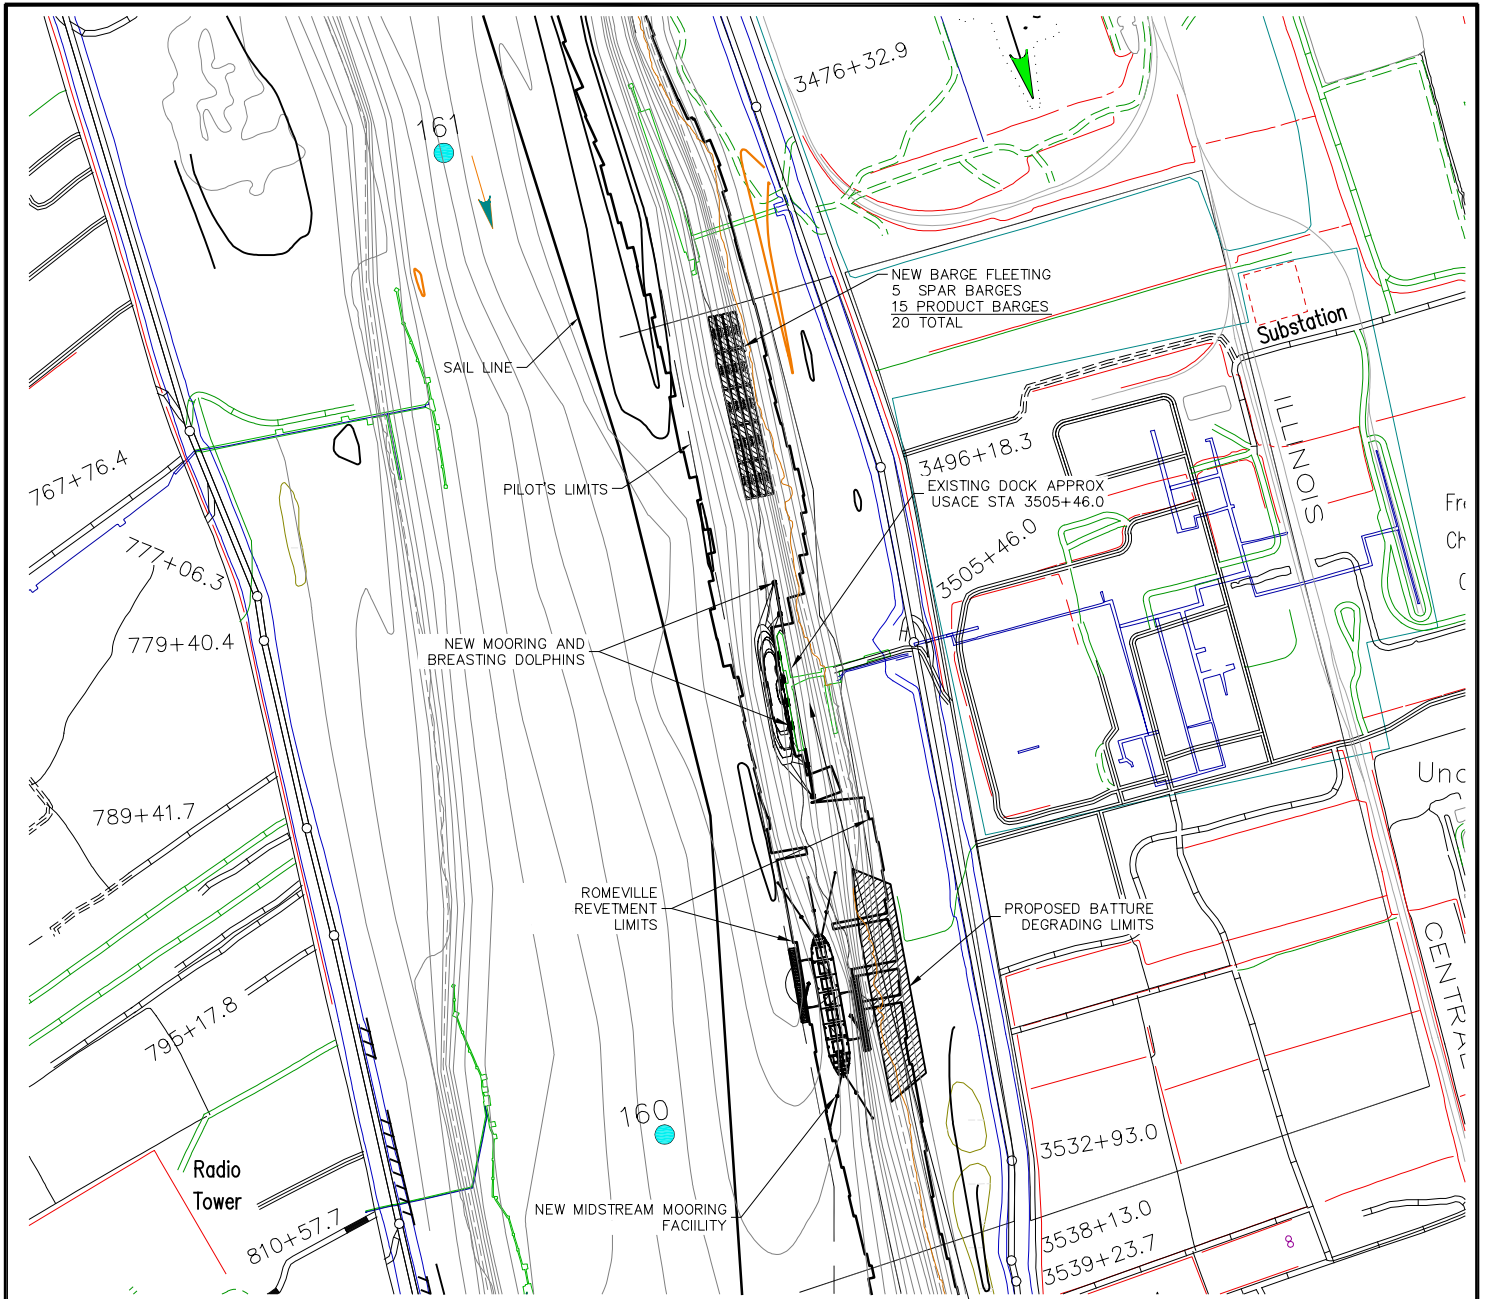 3476+32.9
161
NEW BARGE FLEETING
5 SPAR BARGES
15 PRODUCT BARGES
20 TOTAL
Substation
SAIL LINE
ILLINOIS
767+76.4
3496+18.3
PILOT'S LIMITS
EXISTING DOCK APPROX
USACE STA 3505+46.0
777+06.3
3505+46.0
779+40.4
NEW MOORING AND
BREASTING DOLPHINS
789+41.7
ROMEVILLE
REVETMENT
LIMITS
PROPOSED BATTURE
DEGRADING LIMITS
CENTRAL
795+17.8
160
3532+93.0
Radio
Tower
NEW MIDSTREAM MOORING
FACIILITY
810+57.7
3538+13.0
3539+23.7
8